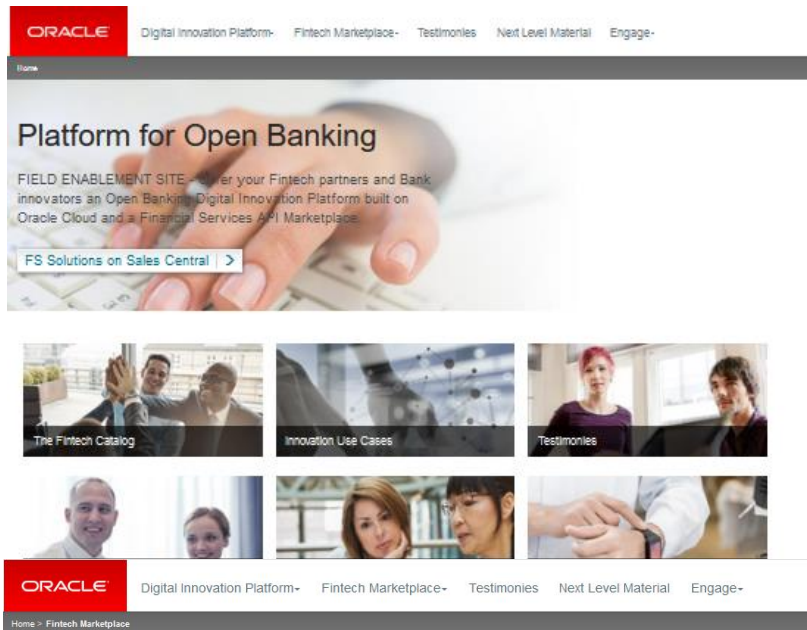 ORACLE
Digital Innovation Platform- Fintech Marketplace- Testimonies Next Level Material Engage-
Home
Platform for Open Banking
FIELD ENABLEMENT SITE - your Fintech partners and Bank
innovators an Open Banking Digital Innovation Platform built on
Oracle Cloud and a Financial Services API Marketplace.
FS Solutions on Sales Central | >
The Fintech Catalog
Innovation Use Cases
Testimonies
ORACLE
Digital Innovation Platform- Fintech Marketplace- Testimonies Next Level Material Engage-
Home > Fintech Marketplace